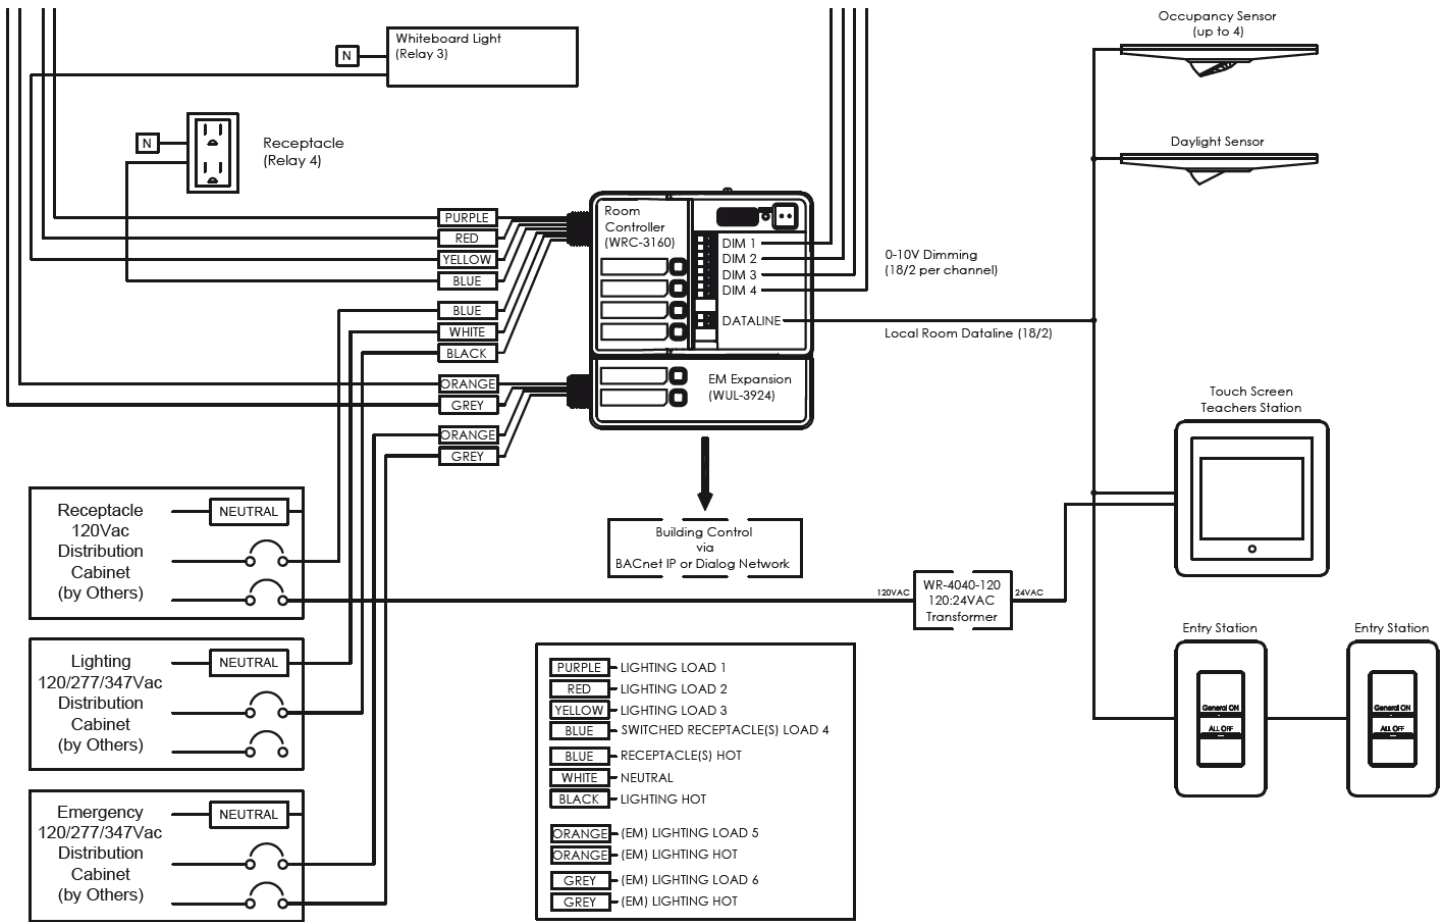 Whiteboard Light
(Relay 3)
N
Receptacle
(Relay 4)
N
PURPLE
RED
YELLOW
BLUE
BLUE
WHITE
BLACK
ORANGE
GREY
ORANGE
GREY
Room
Controller
(WRC-3160)
DIM 1
DIM 2
DIM 3
DIM 4
DATALINE
EM Expansion
(WUL-3924)
0-10V Dimming
(18/2 per channel)
Local Room Dataline (18/2)
Occupancy Sensor
(up to 4)
Daylight Sensor
Touch Screen
Teachers Station
Building Control
via
BACnet IP or Dialog Network
120VAC
WR-4040-120
120:24VAC
Transformer
24VAC
Entry Station
General ON
ALL OFF
Entry Station
General ON
ALL OFF
Receptacle
120Vac
Distribution
Cabinet
(by Others)
NEUTRAL
Lighting
120/277/347Vac
Distribution
Cabinet
(by Others)
NEUTRAL
Emergency
120/277/347Vac
Distribution
Cabinet
(by Others)
NEUTRAL
PURPLE LIGHTING LOAD 1
RED LIGHTING LOAD 2
YELLOW LIGHTING LOAD 3
BLUE SWITCHED RECEPTACLE(S) LOAD 4
BLUE RECEPTACLE(S) HOT
WHITE NEUTRAL
BLACK LIGHTING HOT
ORANGE (EM) LIGHTING LOAD 5
ORANGE (EM) LIGHTING HOT
GREY (EM) LIGHTING LOAD 6
GREY (EM) LIGHTING HOT